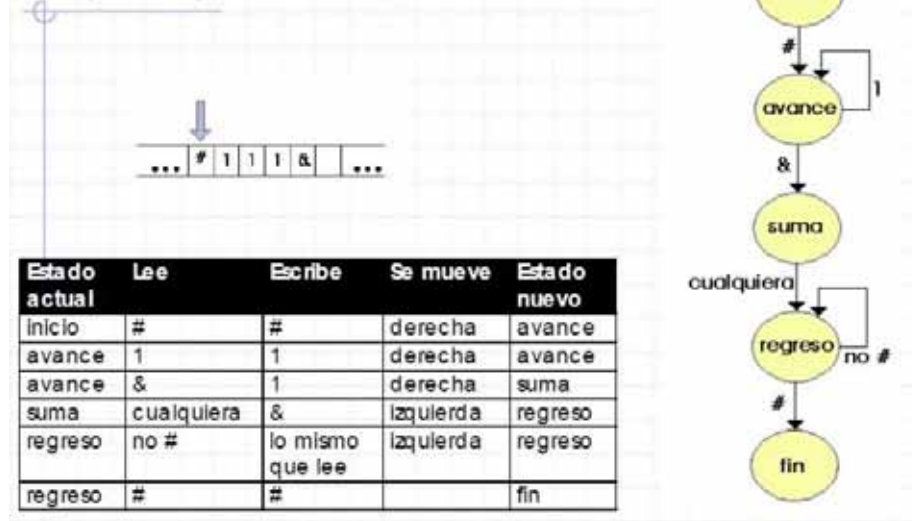 ... # 1 1 1 & ...
Estado actual Lee Escribe Se mueve Estado nuevo
inicio # # derecha avance
avance 1 1 derecha avance
avance & 1 derecha suma
suma cualquiera & Izquierda regreso
regreso no # lo mismo que lee Izquierda regreso
regreso # # fin
#
avance
1
&
suma
cualquiera
regreso
no #
#
fin